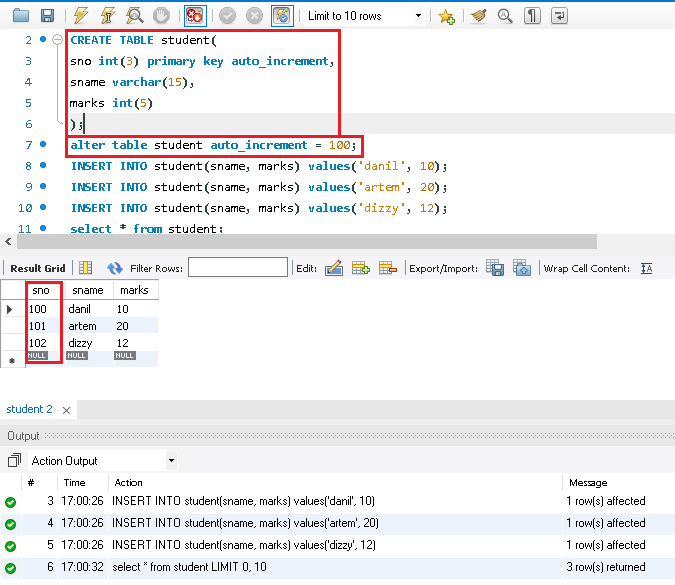 Limit to 10 rows
2 CREATE TABLE student(
3 sno int(3) primary key auto_increment,
4 sname varchar(15),
5 marks int(5)
6 );
7 alter table student auto_increment = 100;
8 INSERT INTO student(sname, marks) values('danil', 10);
9 INSERT INTO student(sname, marks) values('artem', 20);
10 INSERT INTO student(sname, marks) values('dizzy', 12);
11 select * from student;
Result Grid Filter Rows: Edit: Export/Import: Wrap Cell Content: IA
sno sname marks
100 danil 10
101 artem 20
102 dizzy 12
NULL NULL NULL
student 2
Output
Action Output
# Time Action Message
3 17:00:26 INSERT INTO student(sname, marks) values('danil', 10) 1 row(s) affected
4 17:00:26 INSERT INTO student(sname, marks) values('artem', 20) 1 row(s) affected
5 17:00:26 INSERT INTO student(sname, marks) values('dizzy', 12) 1 row(s) affected
6 17:00:32 select * from student LIMIT 0, 10 3 row(s) returned